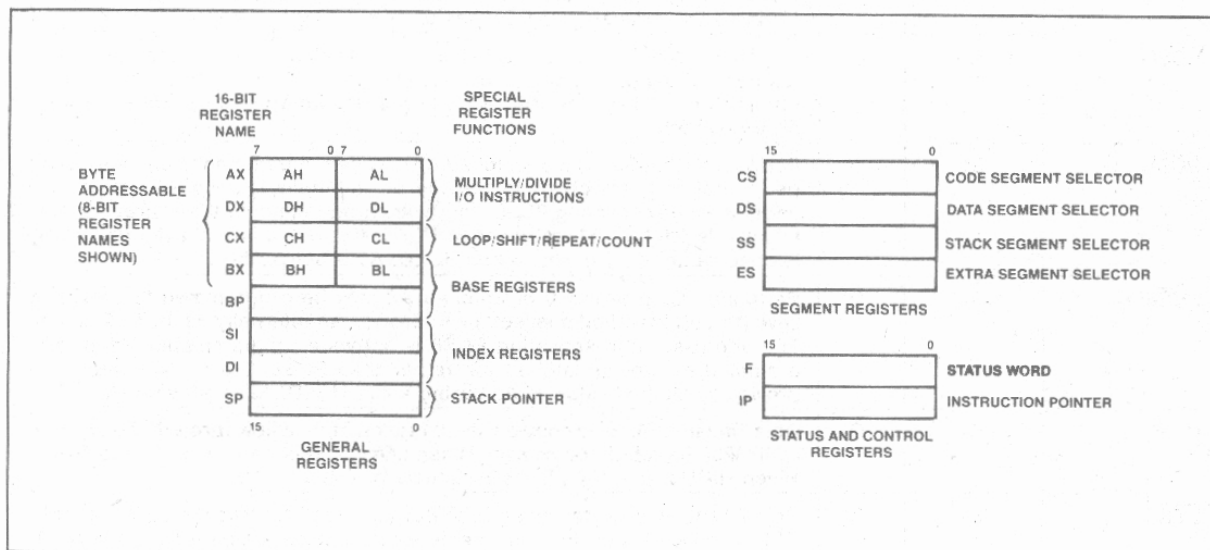 16-BIT
REGISTER
NAME
SPECIAL
REGISTER
FUNCTIONS
7 0 7 0
BYTE
ADDRESSABLE
(8-BIT
REGISTER
NAMES
SHOWN)
AX AH AL
DX DH DL
MULTIPLY/DIVIDE
I/O INSTRUCTIONS
CX CH CL
LOOP/SHIFT/REPEAT/COUNT
BX BH BL
BP
BASE REGISTERS
SI
DI
INDEX REGISTERS
SP
STACK POINTER
15 0
GENERAL
REGISTERS
15 0
CS CODE SEGMENT SELECTOR
DS DATA SEGMENT SELECTOR
SS STACK SEGMENT SELECTOR
ES EXTRA SEGMENT SELECTOR
SEGMENT REGISTERS
15 0
F STATUS WORD
IP INSTRUCTION POINTER
STATUS AND CONTROL
REGISTERS